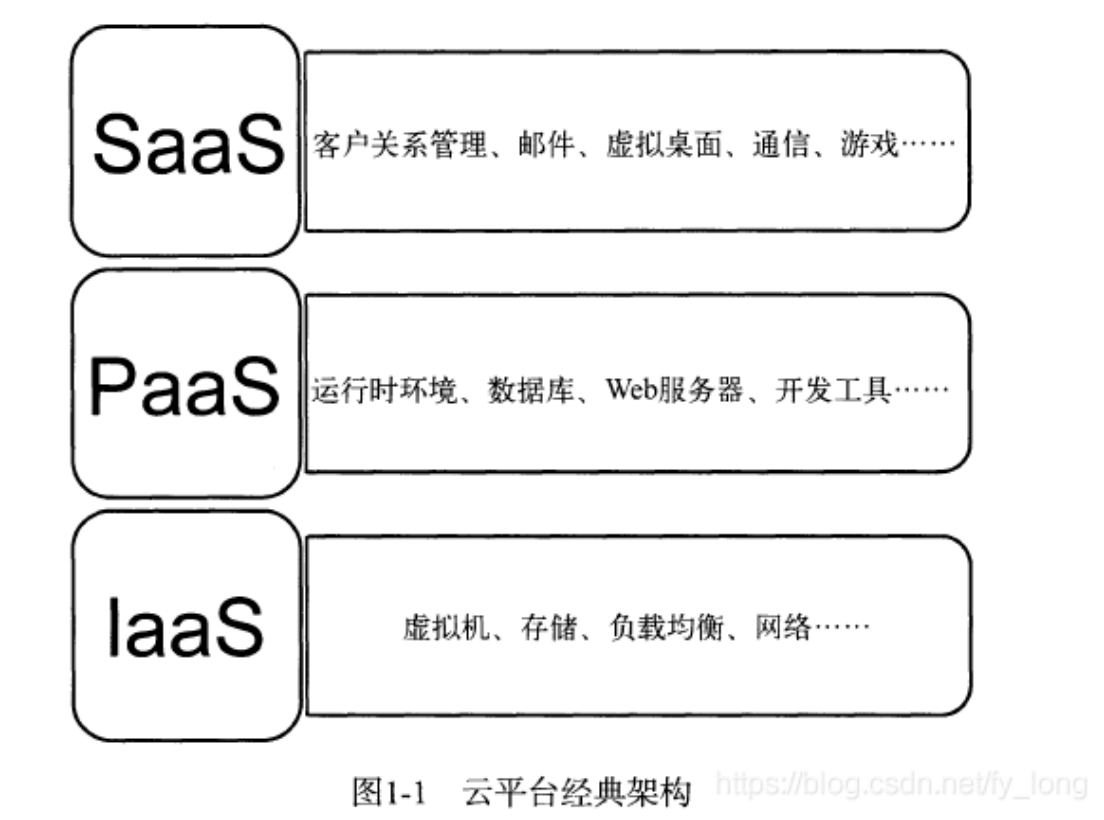 SaaS
客户关系管理、邮件、虚拟桌面、通信、游戏……
PaaS
运行时环境、数据库、Web服务器、开发工具……
IaaS
虚拟机、存储、负载均衡、网络……
图1-1 云平台经典架构
https://blog.csdn.net/fy_long